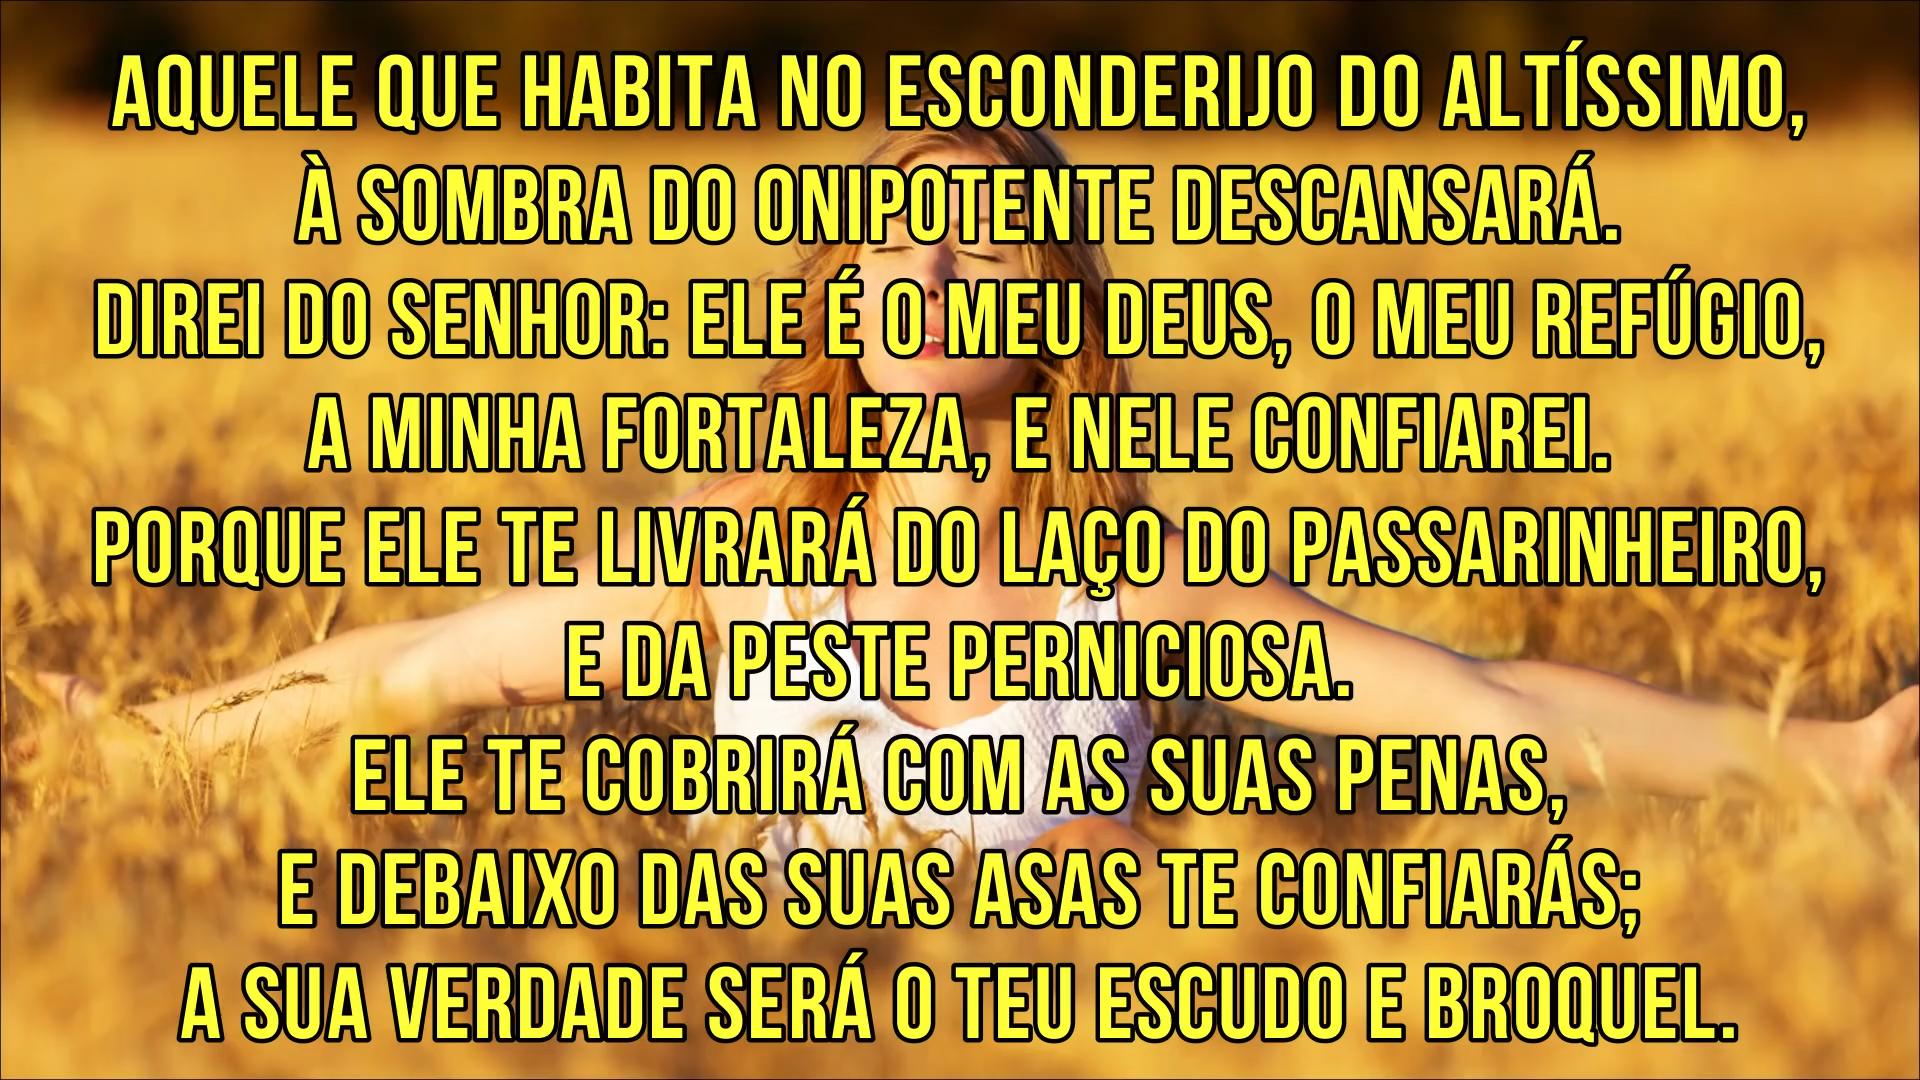 AQUELE QUE HABITA NO ESCONDERIJO DO ALTÍSSIMO,
À SOMBRA DO ONIPOTENTE DESCANSARÁ.
DIREI DO SENHOR: ELE É O MEU DEUS, O MEU REFÚGIO,
A MINHA FORTALEZA, E NELE CONFIAREI.
PORQUE ELE TE LIVRARÁ DO LAÇO DO PASSARINHEIRO,
E DA PESTE PERNICIOSA.
ELE TE COBRIRÁ COM AS SUAS PENAS,
E DEBAIXO DAS SUAS ASAS TE CONFIARÁS;
A SUA VERDADE SERÁ O TEU ESCUDO E BROQUEL.